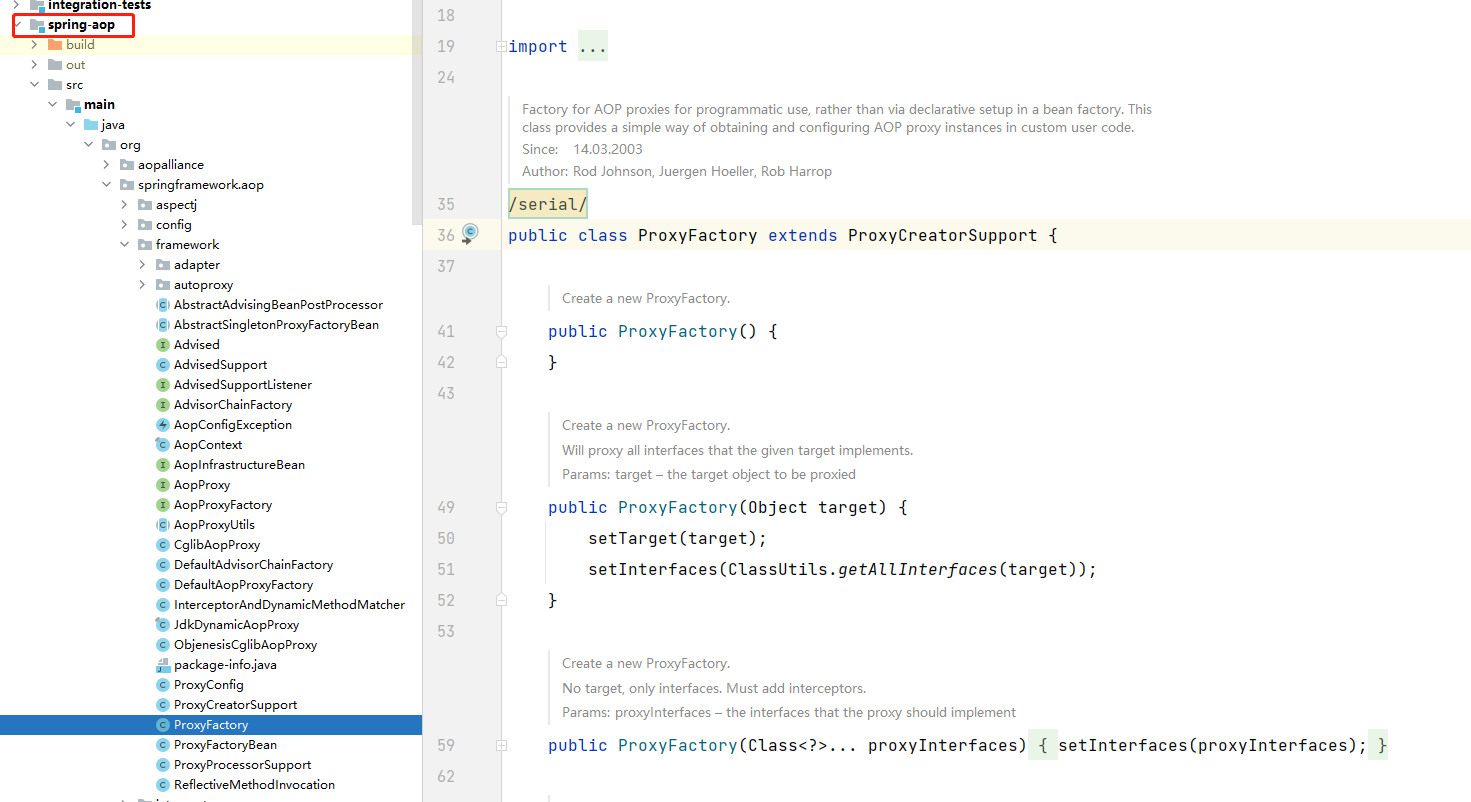 integration-tests
spring-aop
build
out
src
main
java
org
aopalliance
springframework.aop
aspectj
config
framework
adapter
autoproxy
AbstractAdvisingBeanPostProcessor
AbstractSingletonProxyFactoryBean
Advised
AdvisedSupport
AdvisedSupportListener
AdvisorChainFactory
AopConfigException
AopContext
AopInfrastructureBean
AopProxy
AopProxyFactory
AopProxyUtils
CglibAopProxy
DefaultAdvisorChainFactory
DefaultAopProxyFactory
InterceptorAndDynamicMethodMatcher
JdkDynamicAopProxy
ObjenesisCglibAopProxy
package-info.java
ProxyConfig
ProxyCreatorSupport
ProxyFactory
ProxyFactoryBean
ProxyProcessorSupport
ReflectiveMethodInvocation
18
19 import ...
24
Factory for AOP proxies for programmatic use, rather than via declarative setup in a bean factory. This
class provides a simple way of obtaining and configuring AOP proxy instances in custom user code.
Since: 14.03.2003
Author: Rod Johnson, Juergen Hoeller, Rob Harrop
35 /serial/
36 public class ProxyFactory extends ProxyCreatorSupport {
37
Create a new ProxyFactory.
41 public ProxyFactory() {
42 }
43
Create a new ProxyFactory.
Will proxy all interfaces that the given target implements.
Params: target – the target object to be proxied
49 public ProxyFactory(Object target) {
50 setTarget(target);
51 setInterfaces(ClassUtils.getAllInterfaces(target));
52 }
53
Create a new ProxyFactory.
No target, only interfaces. Must add interceptors.
Params: proxyInterfaces – the interfaces that the proxy should implement
59 public ProxyFactory(Class<?>... proxyInterfaces) { setInterfaces(proxyInterfaces); }
62